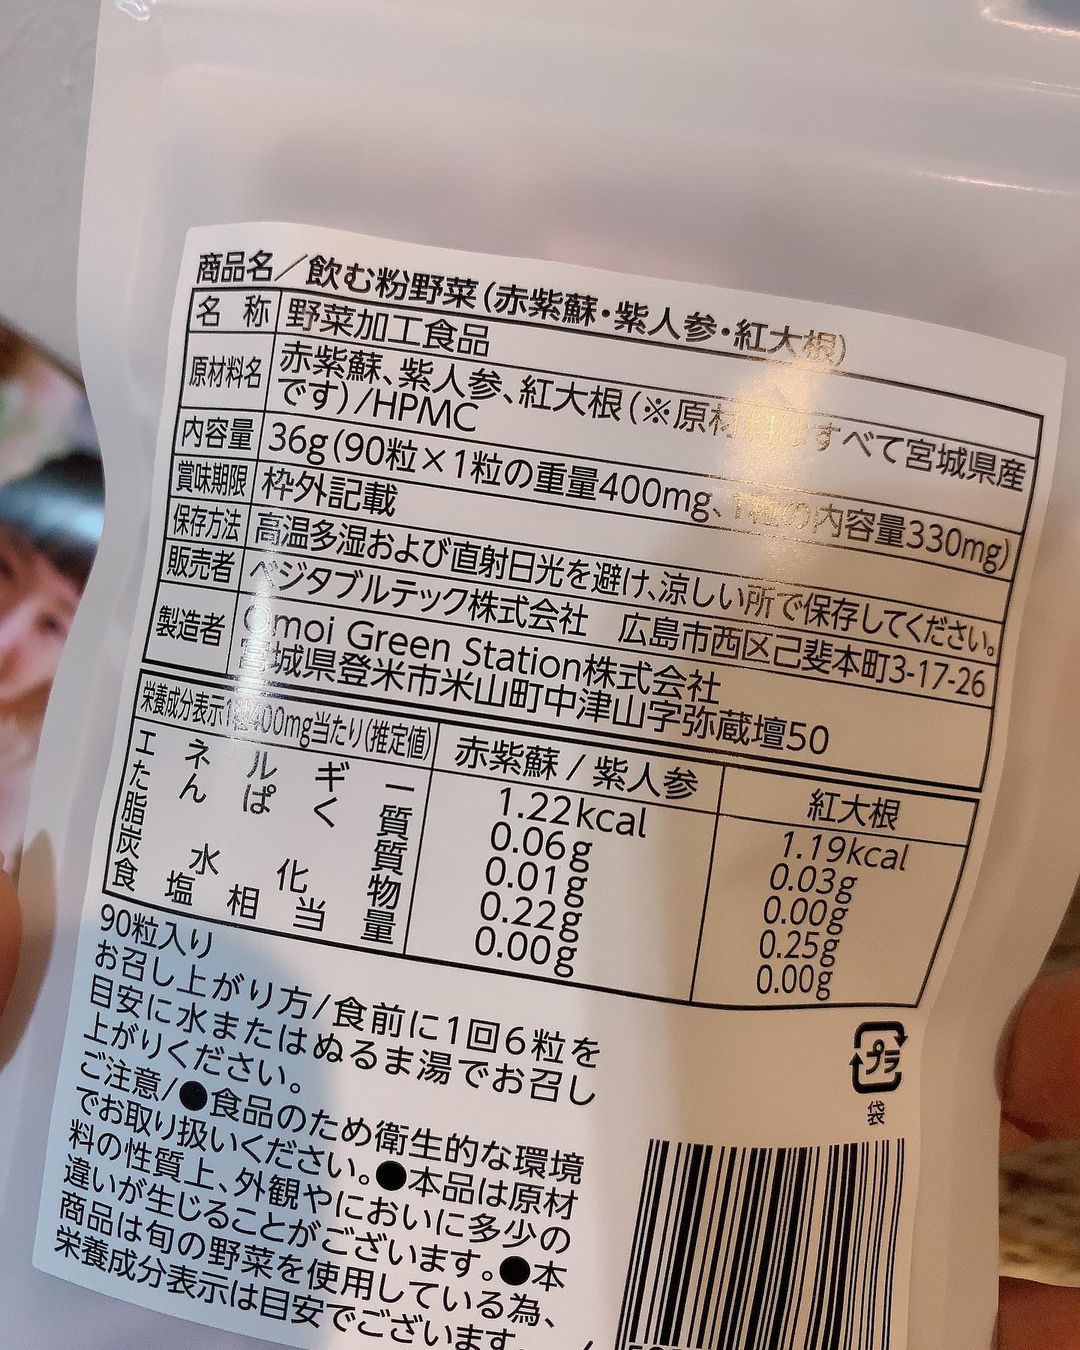 商品名／飲む粉野菜(赤紫蘇・紫人参・紅大根)
名 称 野菜加工食品
原材料名 赤紫蘇、紫人参、紅大根(※原材料はすべて宮城県産
です)/HPMC
内容量 36g(90粒×1粒の重量400mg、1粒の内容量330mg)
賞味期限 枠外記載
保存方法 高温多湿および直射日光を避け、涼しい所で保存してください。
販売者 ベジタブルテック株式会社 広島市西区己斐本町3-17-26
製造者 Omoi Green Station株式会社
宮城県登米市米山町中津山字弥蔵壇50
栄養成分表示1粒400mg当たり(推定値) 赤紫蘇 / 紫人参 紅大根
エネルギー 1.22kcal 1.19kcal
たんぱく質 0.06g 0.03g
脂質 0.01g 0.00g
炭水化物 0.22g 0.25g
食塩相当量 0.00g 0.00g
90粒入り
お召し上がり方/食前に1回6粒を
目安に水またはぬるま湯でお召し
上がりください。
ご注意/●食品のため衛生的な環境
でお取り扱いください。●本品は原材
料の性質上、外観やにおいに多少の
違いが生じることがございます。●本
商品は旬の野菜を使用している為、
栄養成分表示は目安でございます。
プラ
袋